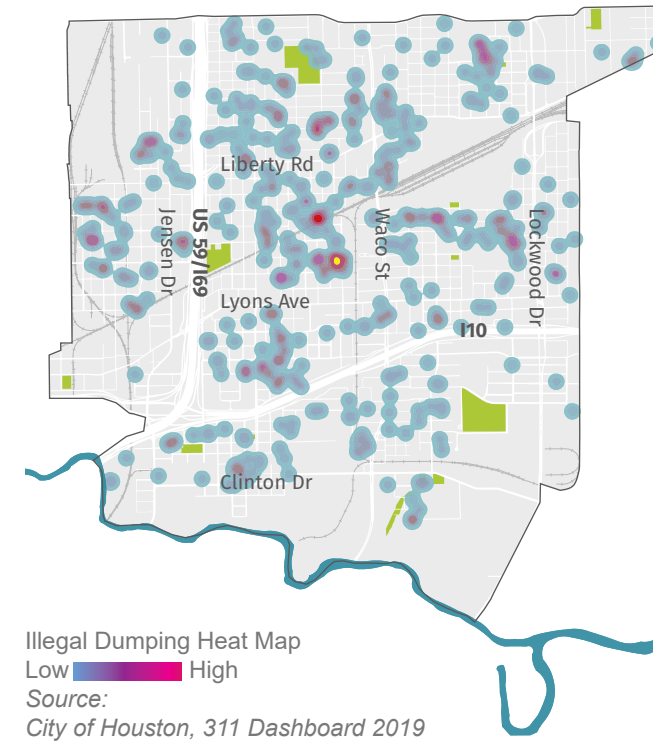 Liberty Rd
US 59/I69
Jensen Dr
Waco St
Lockwood Dr
Lyons Ave
I10
Clinton Dr
Illegal Dumping Heat Map
Low High
Source:
City of Houston, 311 Dashboard 2019